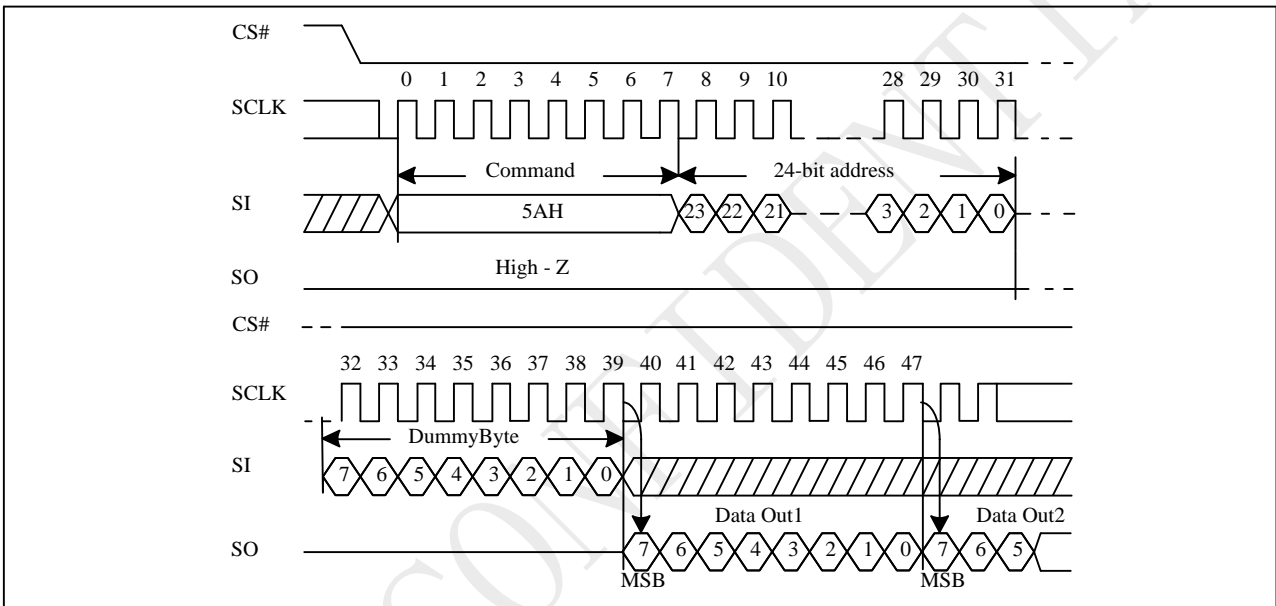 CS#
0 1 2 3 4 5 6 7 8 9 10 28 29 30 31
SCLK
Command 24-bit address
SI
5AH 23 22 21 3 2 1 0
High - Z
SO
CS#
32 33 34 35 36 37 38 39 40 41 42 43 44 45 46 47
SCLK
DummyByte
SI
7 6 5 4 3 2 1 0
Data Out1 Data Out2
SO
7 6 5 4 3 2 1 0 7 6 5
MSB MSB
CONFIDENTIA